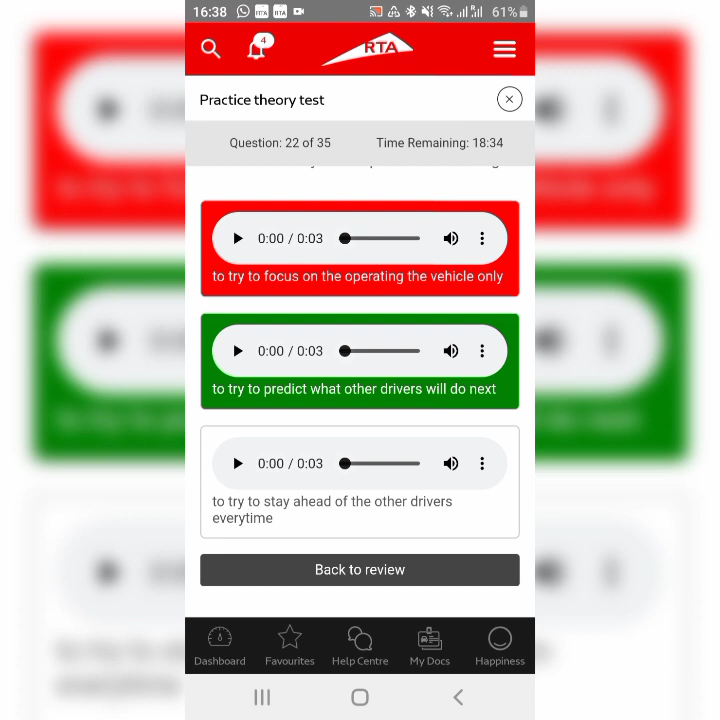 16:38
61%
4
RTA
Practice theory test
Question: 22 of 35
Time Remaining: 18:34
0:00 / 0:03
to try to focus on the operating the vehicle only
0:00 / 0:03
to try to predict what other drivers will do next
0:00 / 0:03
to try to stay ahead of the other drivers
everytime
Back to review
Dashboard
Favourites
Help Centre
My Docs
Happiness